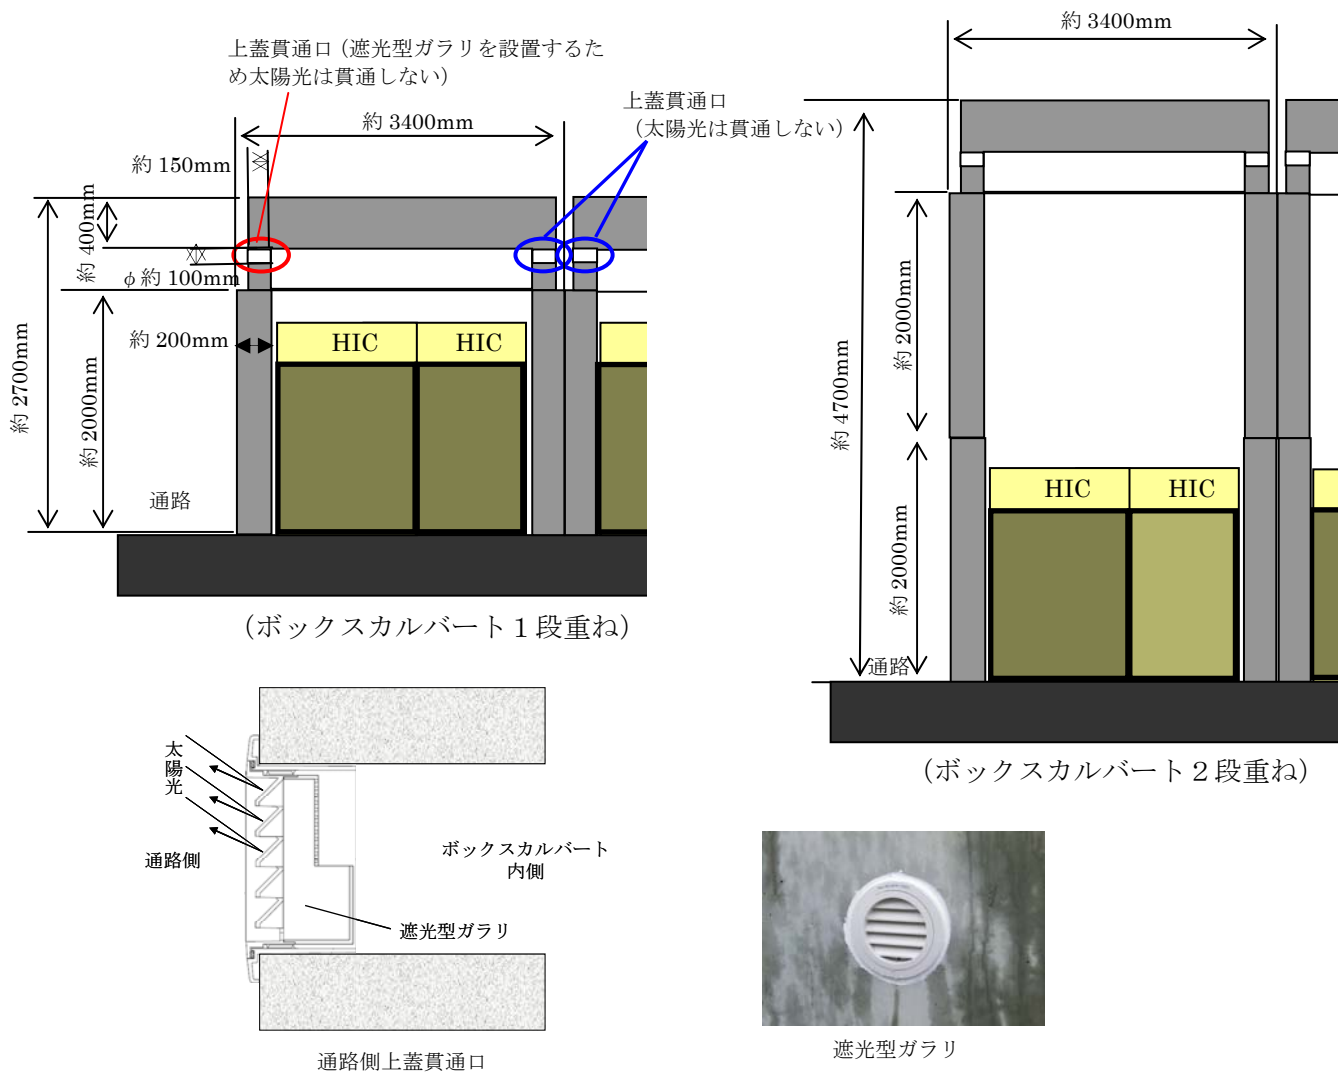 上蓋貫通口（遮光型ガラリを設置するた
め太陽光は貫通しない）
上蓋貫通口
（太陽光は貫通しない）
約 3400mm
約 150mm
約 400mm
φ約 100mm
約 200mm
約 2700mm
約 2000mm
HIC
HIC
通路
（ボックスカルバート１段重ね）
約 3400mm
約 4700mm
約 2000mm
約 2000mm
HIC
HIC
通路
（ボックスカルバート２段重ね）
太陽光
通路側
ボックスカルバート
内側
遮光型ガラリ
通路側上蓋貫通口
遮光型ガラリ